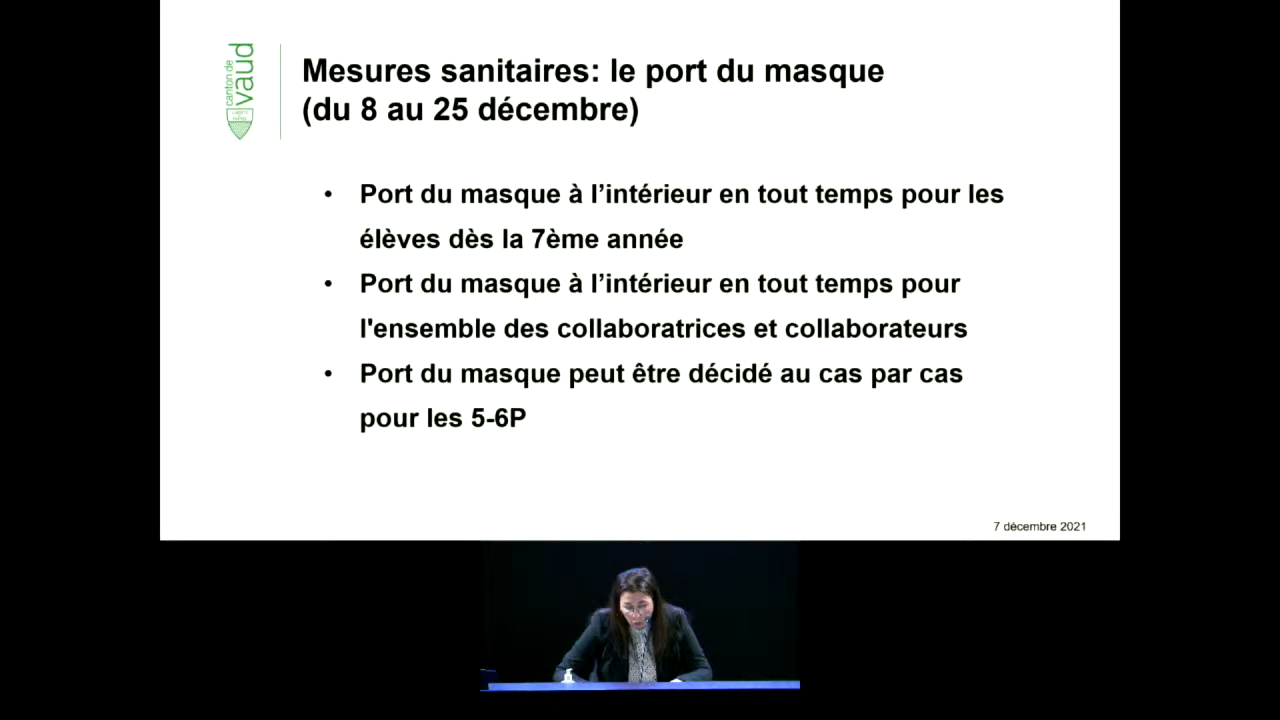 canton de
vaud
Mesures sanitaires: le port du masque
(du 8 au 25 décembre)
• Port du masque à l’intérieur en tout temps pour les
élèves dès la 7ème année
• Port du masque à l’intérieur en tout temps pour
l'ensemble des collaboratrices et collaborateurs
• Port du masque peut être décidé au cas par cas
pour les 5-6P
7 décembre 2021